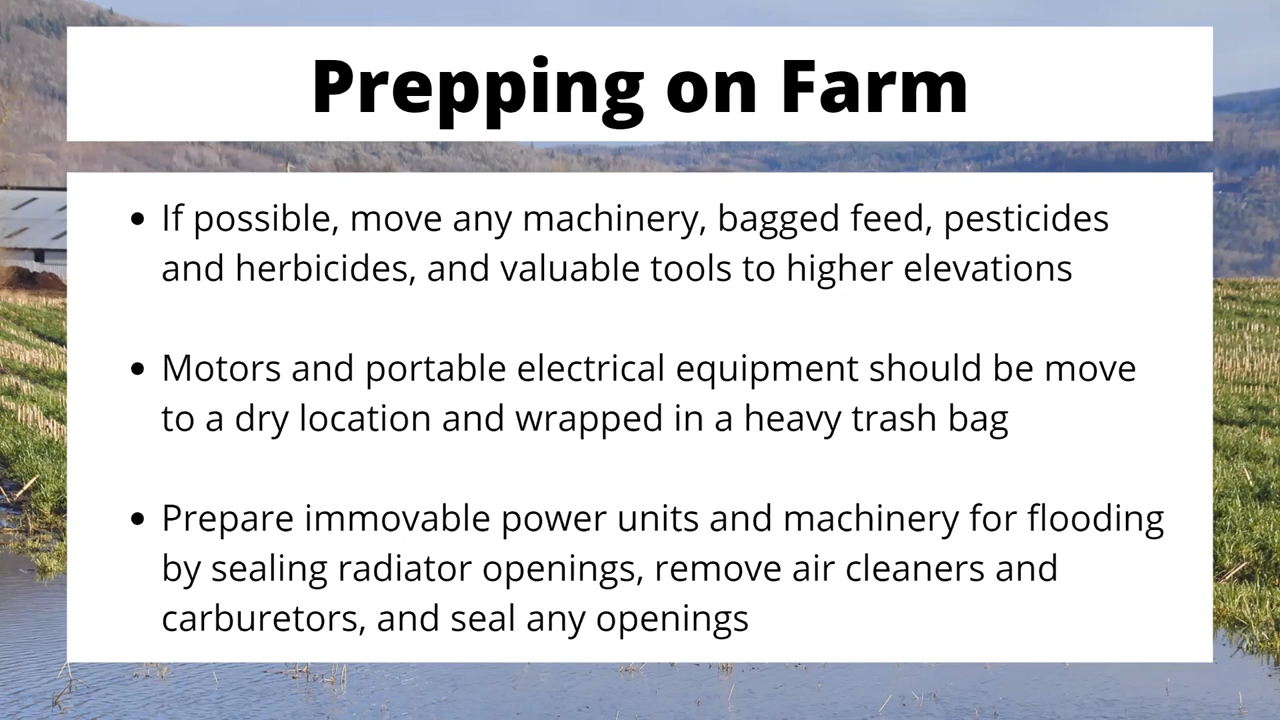 Prepping on Farm
• If possible, move any machinery, bagged feed, pesticides
and herbicides, and valuable tools to higher elevations
• Motors and portable electrical equipment should be move
to a dry location and wrapped in a heavy trash bag
• Prepare immovable power units and machinery for flooding
by sealing radiator openings, remove air cleaners and
carburetors, and seal any openings